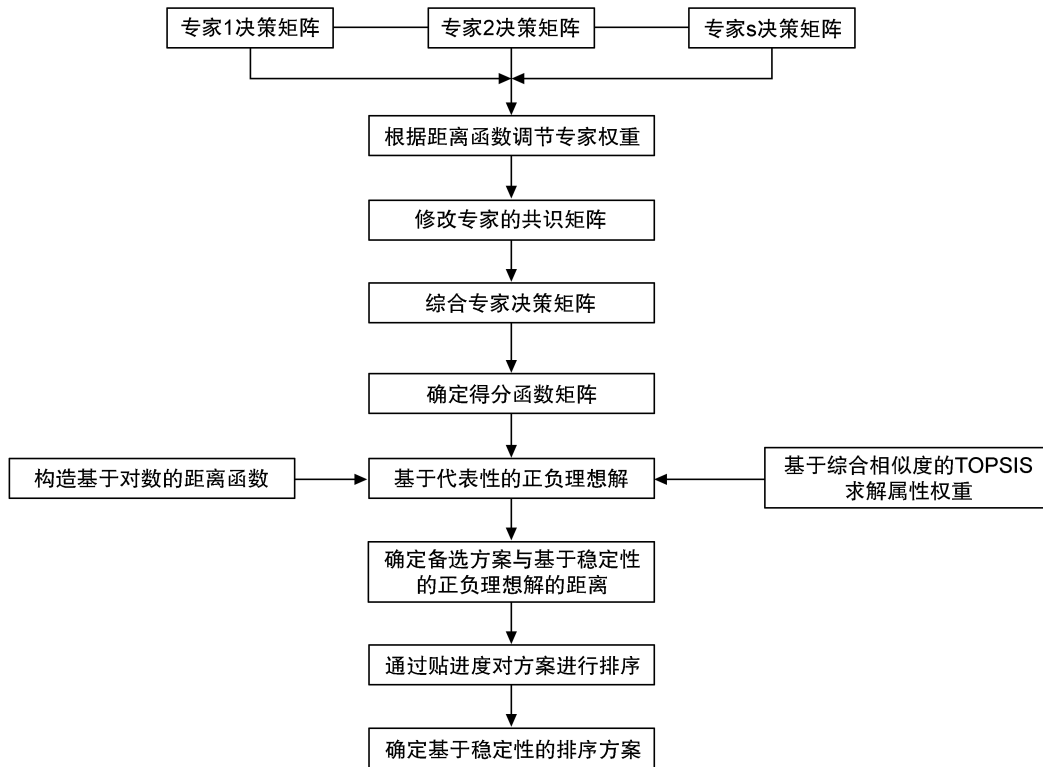 专家1决策矩阵
专家2决策矩阵
专家s决策矩阵
根据距离函数调节专家权重
修改专家的共识矩阵
综合专家决策矩阵
确定得分函数矩阵
构造基于对数的距离函数
基于代表性的正负理想解
基于综合相似度的TOPSIS
求解属性权重
确定备选方案与基于稳定性
的正负理想解的距离
通过贴进度对方案进行排序
确定基于稳定性的排序方案